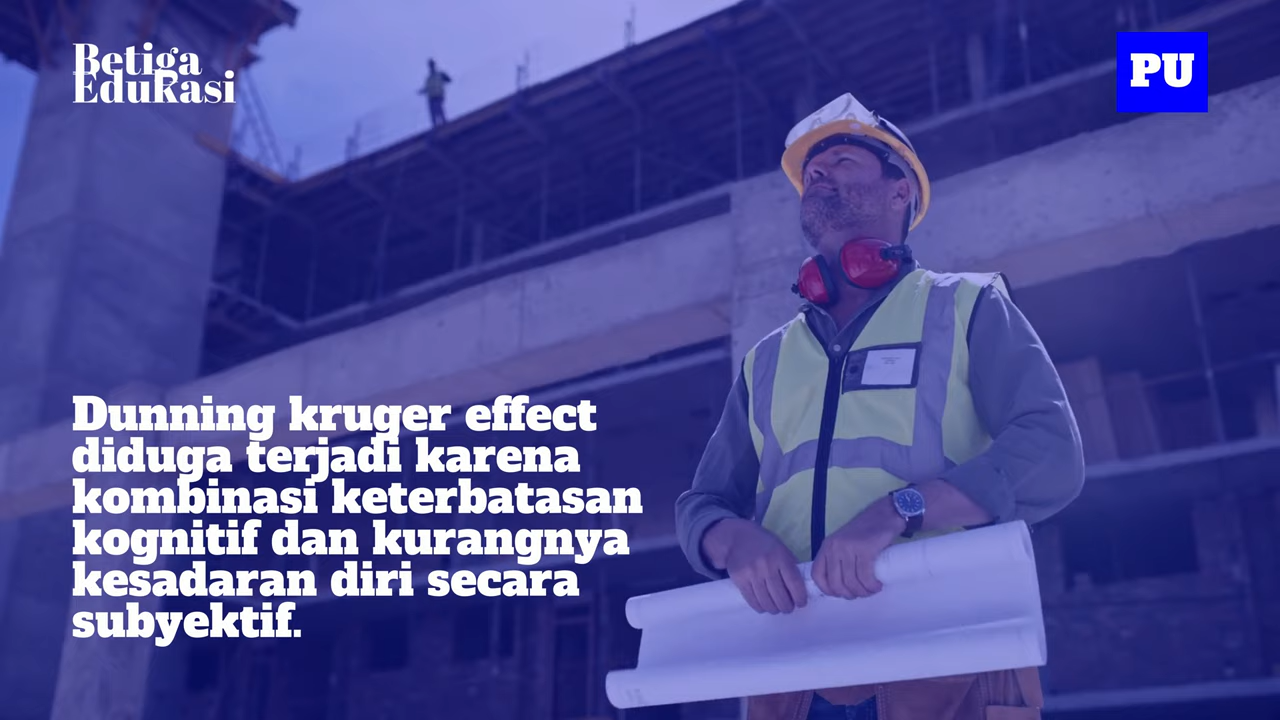 Betiga
EduKasi
PU
Dunning kruger effect
diduga terjadi karena
kombinasi keterbatasan
kognitif dan kurangnya
kesadaran diri secara
subyektif.